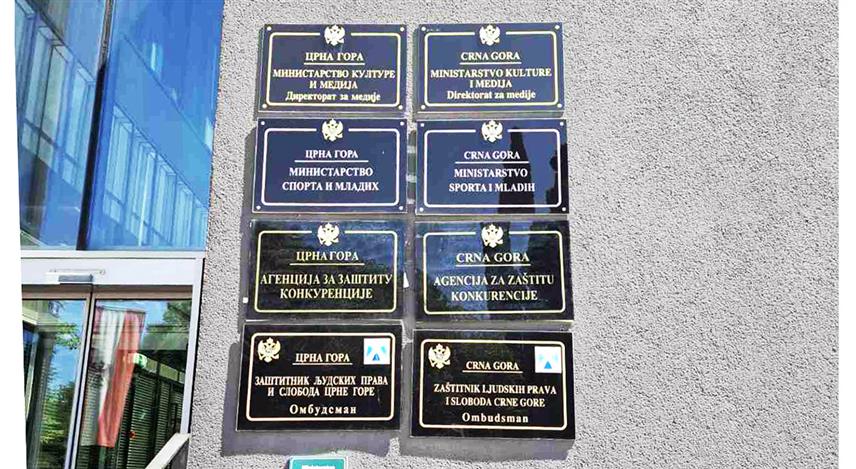 ЦРНА ГОРА
МИНИСТАРСТВО КУЛТУРЕ
И МЕДИЈА
Директорат за медије
CRNA GORA
MINISTARSTVO KULTURE
I MEDIJA
Direktorat za medije
ЦРНА ГОРА
МИНИСТАРСТВО
СПОРТА И МЛАДИХ
CRNA GORA
MINISTARSTVO
SPORTA I MLADIH
ЦРНА ГОРА
АГЕНЦИЈА ЗА ЗАШТИТУ
КОНКУРЕНЦИЈЕ
CRNA GORA
AGENCIJA ZA ZAŠTITU
KONKURENCIJE
ЦРНА ГОРА
ЗАШТИТНИК ЉУДСКИХ ПРАВА
И СЛОБОДА ЦРНЕ ГОРЕ
Омбудсман
CRNA GORA
ZAŠTITNIK LJUDSKIH PRAVA
I SLOBODA CRNE GORE
Ombudsman